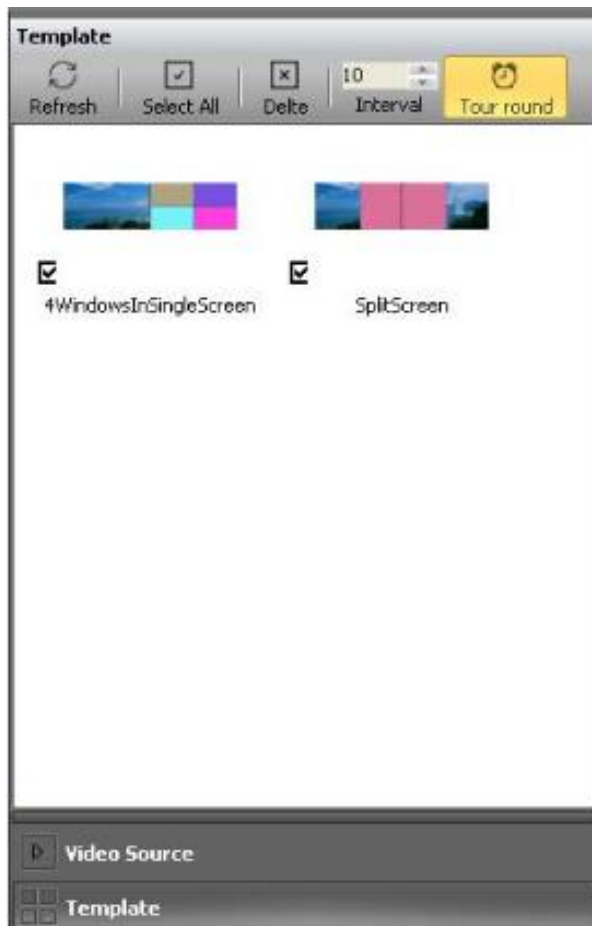 Template
10
Refresh Select All Delte Interval Tour round
4WindowsInSingleScreen SplitScreen
Video Source
Template